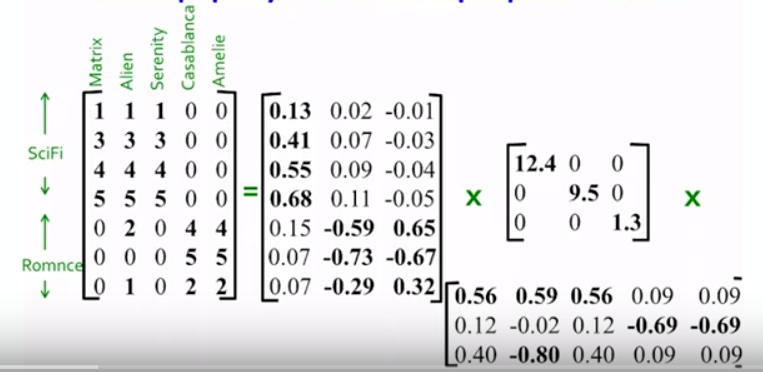 Matrix
Alien
Serenity
Casablanca
Amelie
SciFi
Romnce
1 1 1 0 0
3 3 3 0 0
4 4 4 0 0
5 5 5 0 0
0 2 0 4 4
0 0 0 5 5
0 1 0 2 2
=
0.13 0.02 -0.01
0.41 0.07 -0.03
0.55 0.09 -0.04
0.68 0.11 -0.05
0.15 -0.59 0.65
0.07 -0.73 -0.67
0.07 -0.29 0.32
x
12.4 0 0
0 9.5 0
0 0 1.3
x
0.56 0.59 0.56 0.09 0.09
0.12 -0.02 0.12 -0.69 -0.69
0.40 -0.80 0.40 0.09 0.09